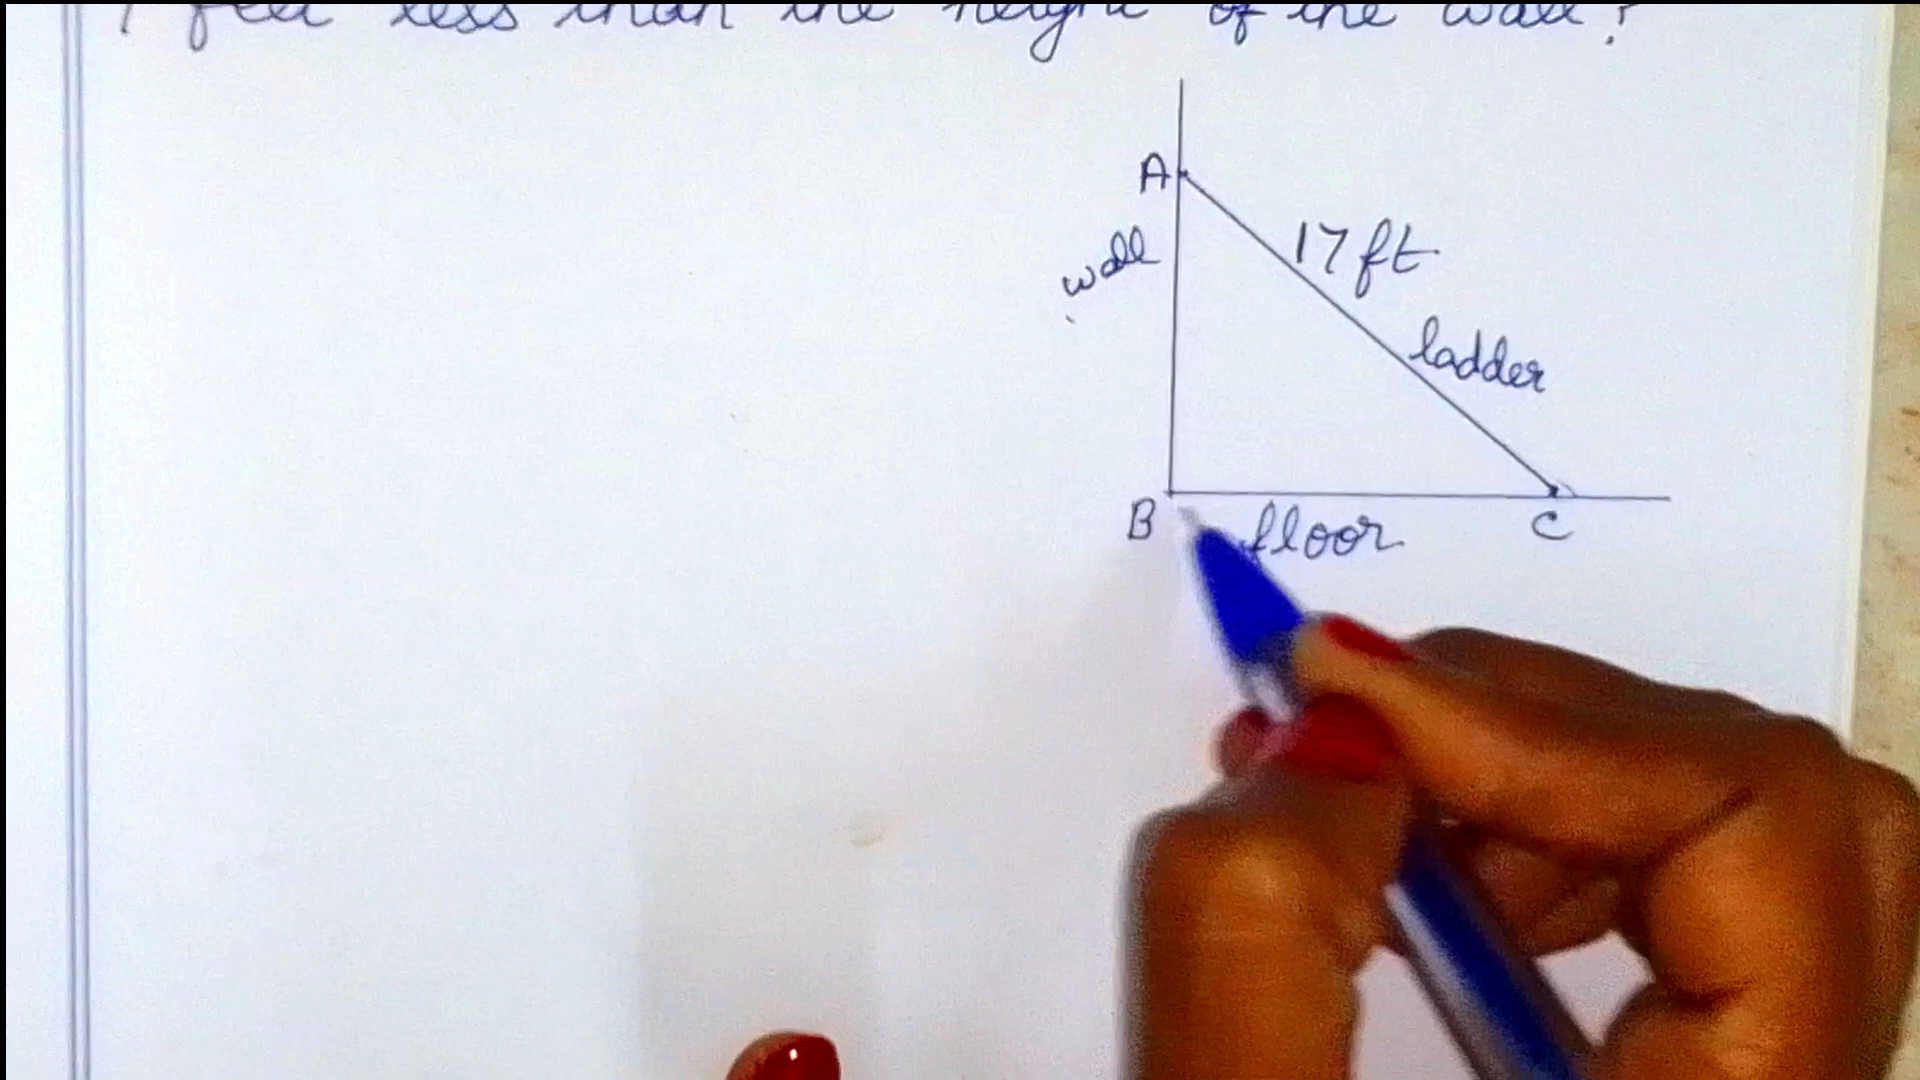 7 feet less than the height of the wall?
A
17 ft
wall
ladder
B
floor
C